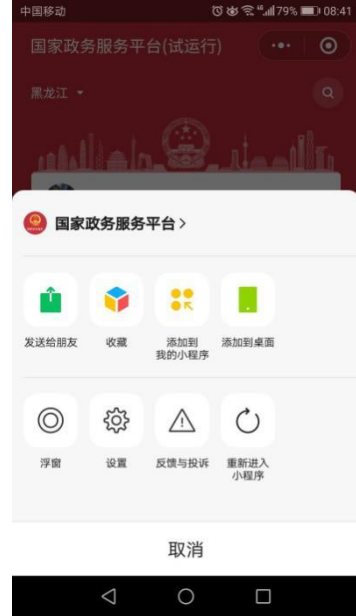 中国移动 79% 08:41
国家政务服务平台(试运行)
黑龙江
国家政务服务平台
发送给朋友 收藏 添加到 添加到桌面
我的小程序
浮窗 设置 反馈与投诉 重新进入
小程序
取消